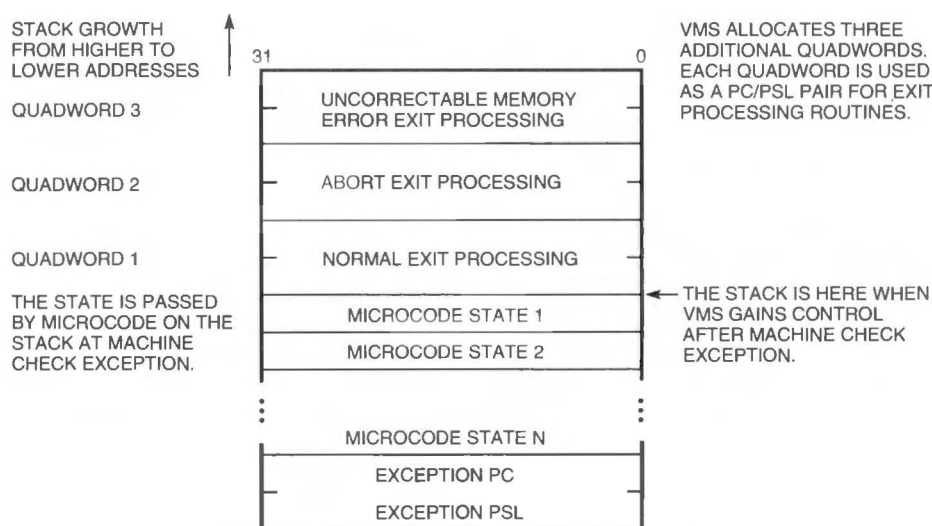 STACK GROWTH
FROM HIGHER TO
LOWER ADDRESSES
31
0
VMS ALLOCATES THREE
ADDITIONAL QUADWORDS.
EACH QUADWORD IS USED
AS A PC/PSL PAIR FOR EXIT
PROCESSING ROUTINES.
QUADWORD 3
UNCORRECTABLE MEMORY
ERROR EXIT PROCESSING
QUADWORD 2
ABORT EXIT PROCESSING
QUADWORD 1
NORMAL EXIT PROCESSING
THE STATE IS PASSED
BY MICROCODE ON THE
STACK AT MACHINE
CHECK EXCEPTION.
MICROCODE STATE 1
MICROCODE STATE 2
THE STACK IS HERE WHEN
VMS GAINS CONTROL
AFTER MACHINE CHECK
EXCEPTION.
MICROCODE STATE N
EXCEPTION PC
EXCEPTION PSL